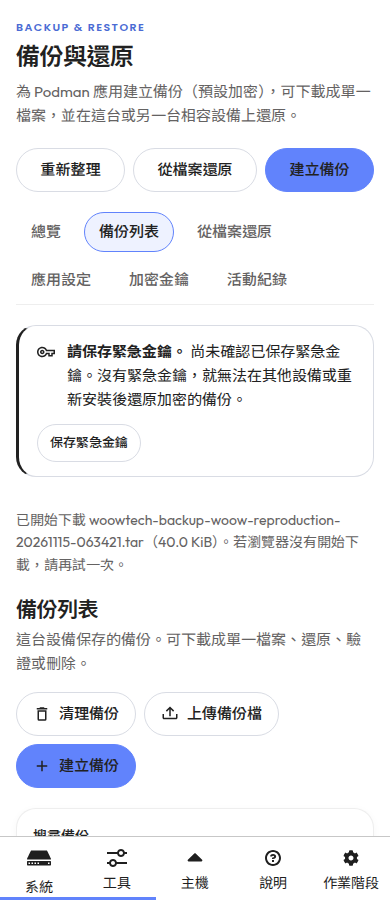 BACKUP & RESTORE
備份與還原
為 Podman 應用建立備份（預設加密），可下載成單一
檔案，並在這台或另一台相容設備上還原。
重新整理
從檔案還原
建立備份
總覽
備份列表
從檔案還原
應用設定
加密金鑰
活動紀錄
請保存緊急金鑰。 尚未確認已保存緊急金
鑰。沒有緊急金鑰，就無法在其他設備或重
新安裝後還原加密的備份。
保存緊急金鑰
已開始下載 woowtech-backup-woow-reproduction-
20261115-063421.tar（40.0 KiB）。若瀏覽器沒有開始下
載，請再試一次。
備份列表
這台設備保存的備份。可下載成單一檔案、還原、驗
證或刪除。
清理備份
上傳備份檔
建立備份
搜尋備份
系統
工具
主機
說明
作業階段